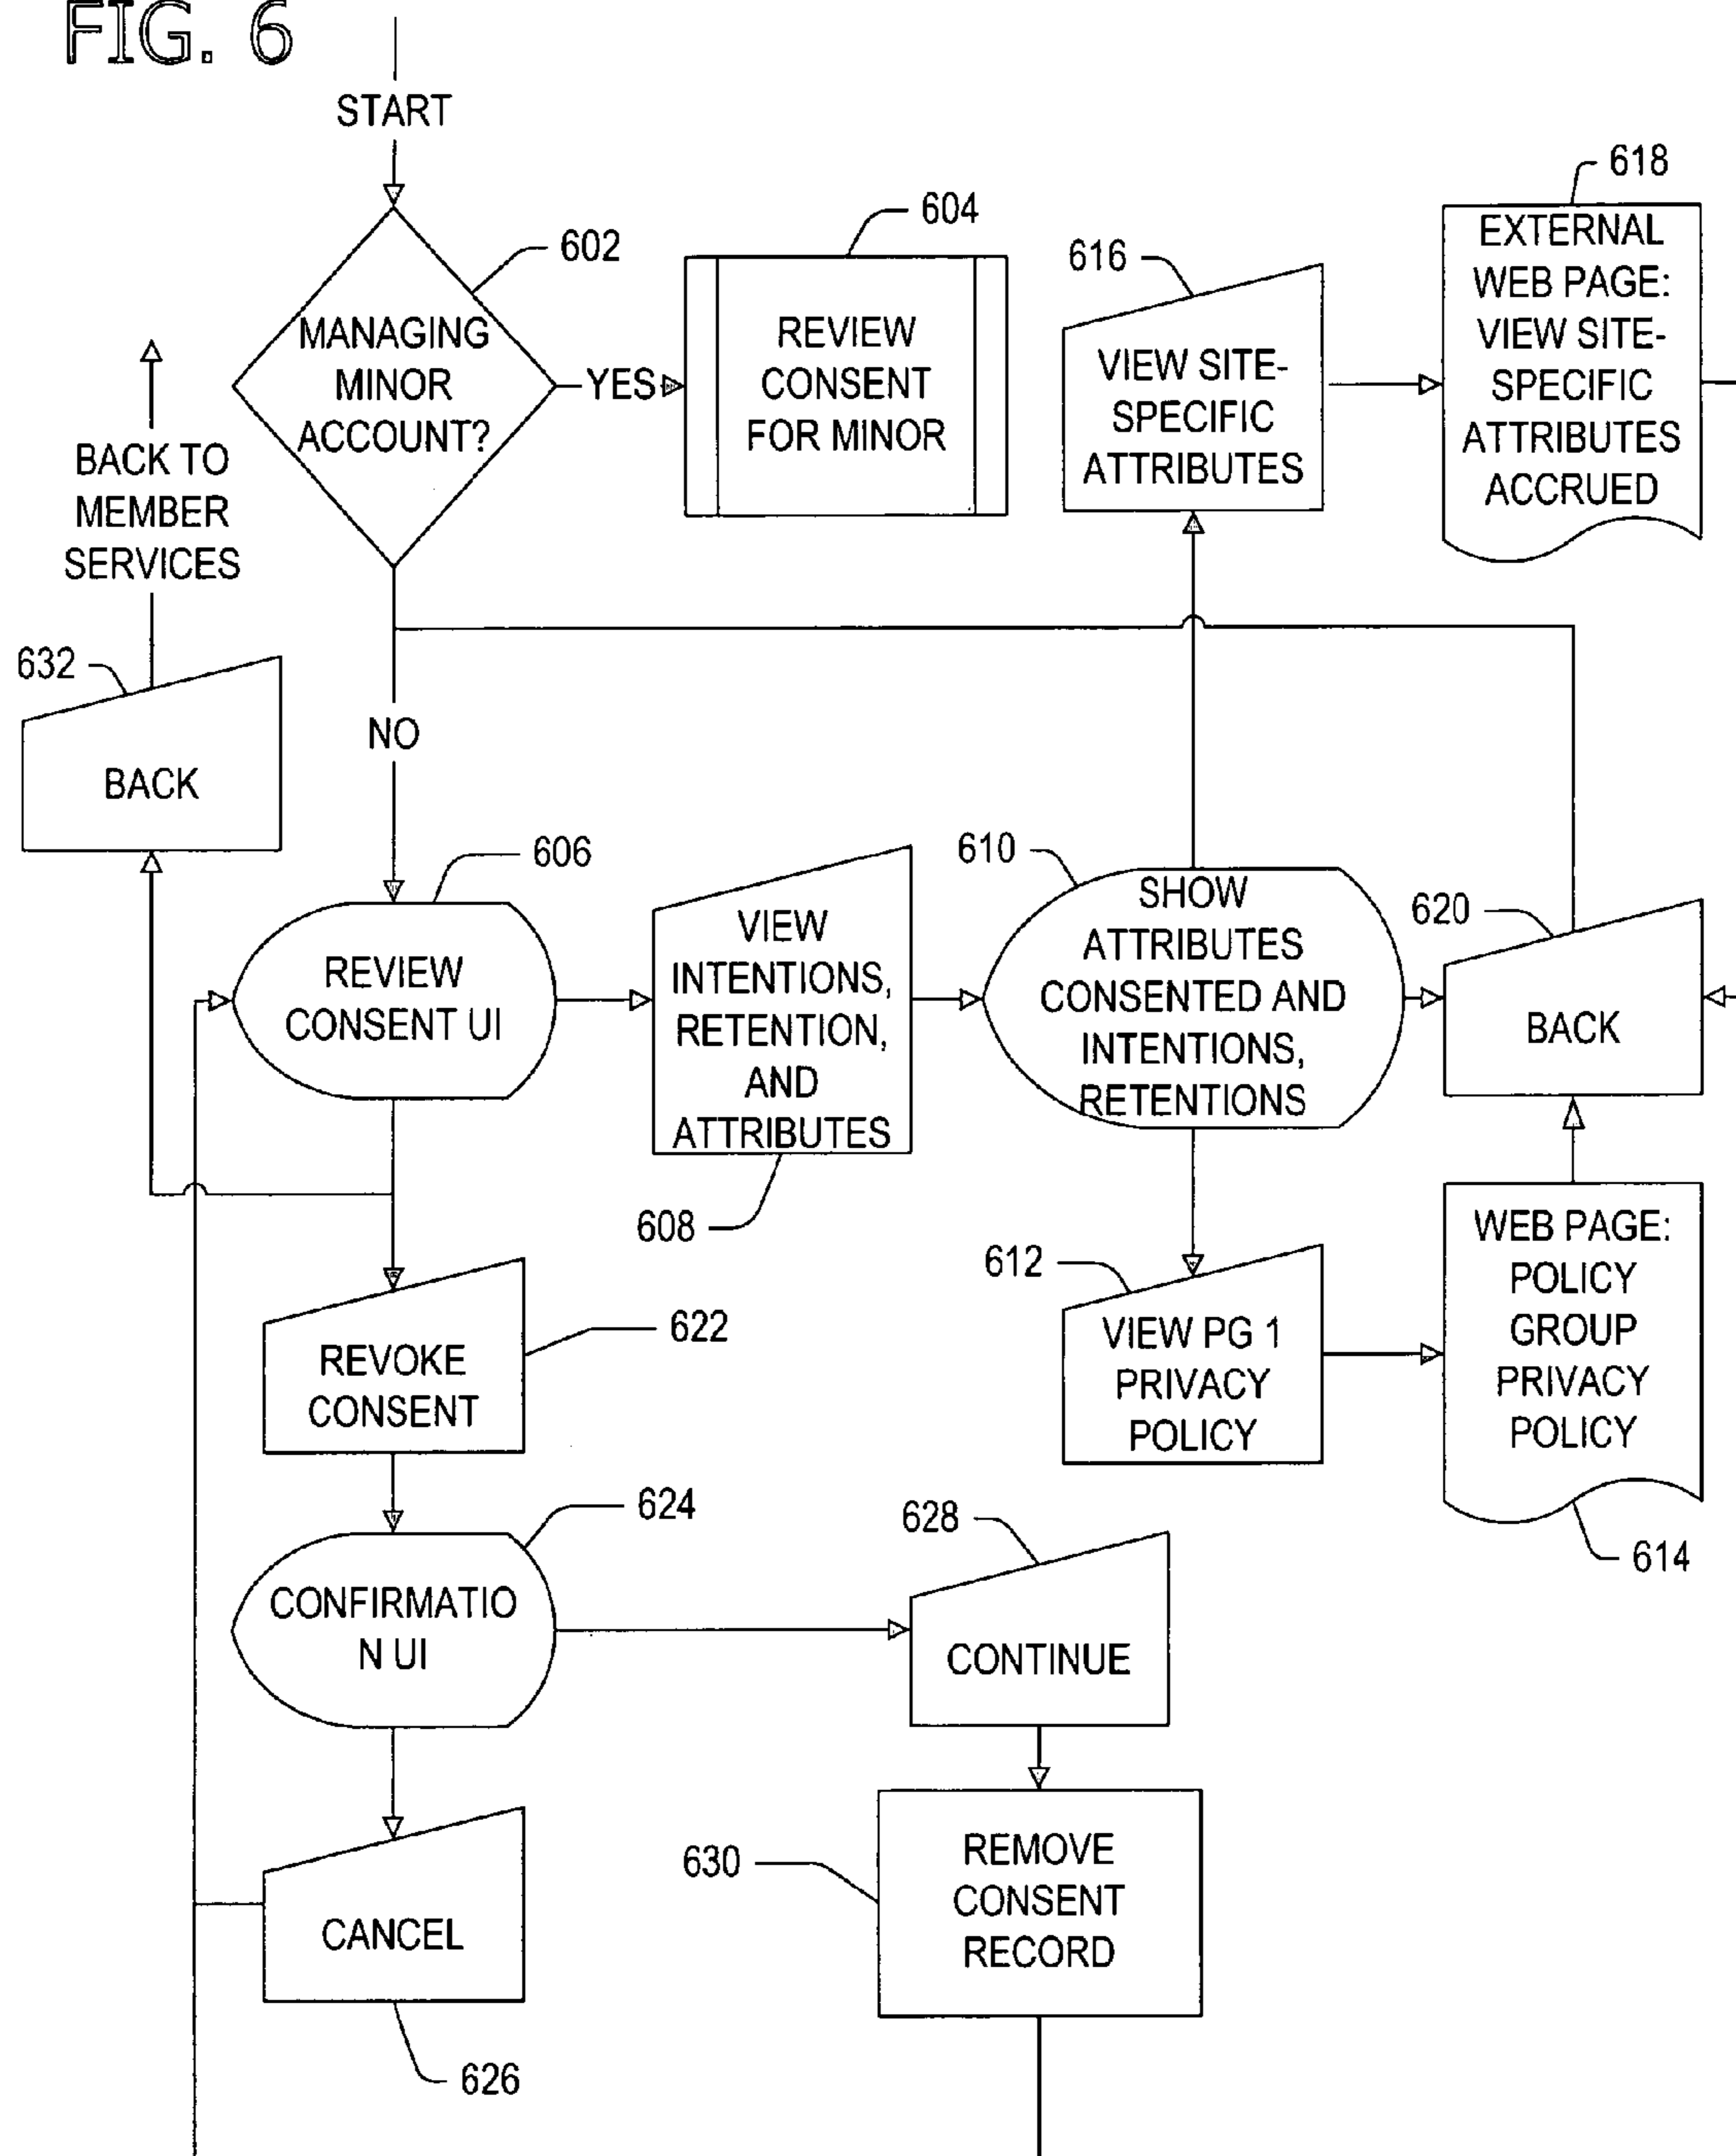 FIG. 6
START
618
604
602
616
EXTERNAL
WEB PAGE:
VIEW SITE-
SPECIFIC
ATTRIBUTES
ACCRUED
MANAGING
MINOR
ACCOUNT?
YES
REVIEW
CONSENT
FOR MINOR
VIEW SITE-
SPECIFIC
ATTRIBUTES
BACK TO
MEMBER
SERVICES
632
NO
BACK
606
610
620
REVIEW
CONSENT UI
VIEW
INTENTIONS,
RETENTION,
AND
ATTRIBUTES
SHOW
ATTRIBUTES
CONSENTED AND
INTENTIONS,
RETENTIONS
BACK
608
612
622
REVOKE
CONSENT
VIEW PG 1
PRIVACY
POLICY
WEB PAGE:
POLICY
GROUP
PRIVACY
POLICY
614
624
628
CONFIRMATIO
N UI
CONTINUE
630
REMOVE
CONSENT
RECORD
CANCEL
626